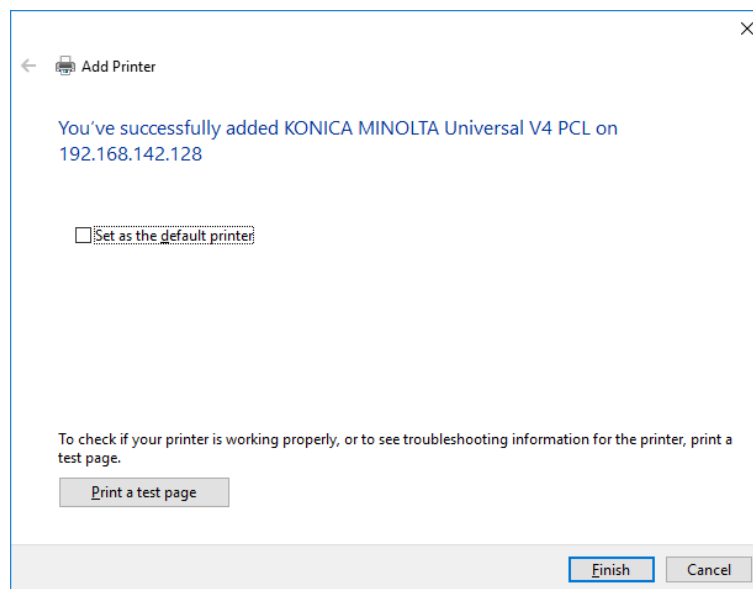 Add Printer
You've successfully added KONICA MINOLTA Universal V4 PCL on
192.168.142.128
Set as the default printer
To check if your printer is working properly, or to see troubleshooting information for the printer, print a
test page.
Print a test page
Finish Cancel